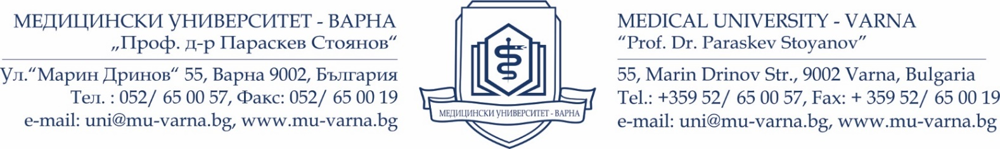 МЕДИЦИНСКИ УНИВЕРСИТЕТ - ВАРНА
„Проф. д-р Параскев Стоянов“
Ул.“Марин Дринов“ 55, Варна 9002, България
Тел. : 052/ 65 00 57, Факс: 052/ 65 00 19
e-mail: uni@mu-varna.bg, www.mu-varna.bg
МЕДИЦИНСКИ УНИВЕРСИТЕТ - ВАРНА
MEDICAL UNIVERSITY - VARNA
“Prof. Dr. Paraskev Stoyanov”
55, Marin Drinov Str., 9002 Varna, Bulgaria
Tel.: +359 52/ 65 00 57, Fax: + 359 52/ 65 00 19
e-mail: uni@mu-varna.bg, www.mu-varna.bg